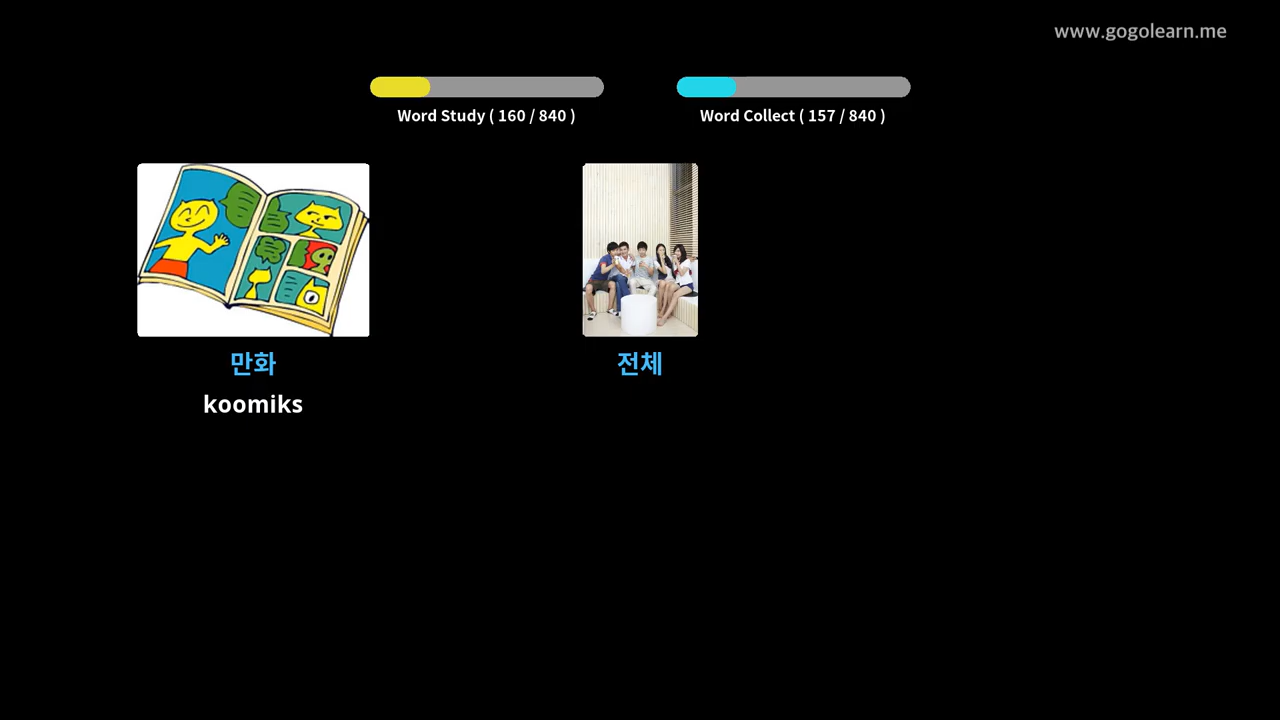 www.gogolearn.me
Word Study ( 160 / 840 )
Word Collect ( 157 / 840 )
만화
전체
koomiks